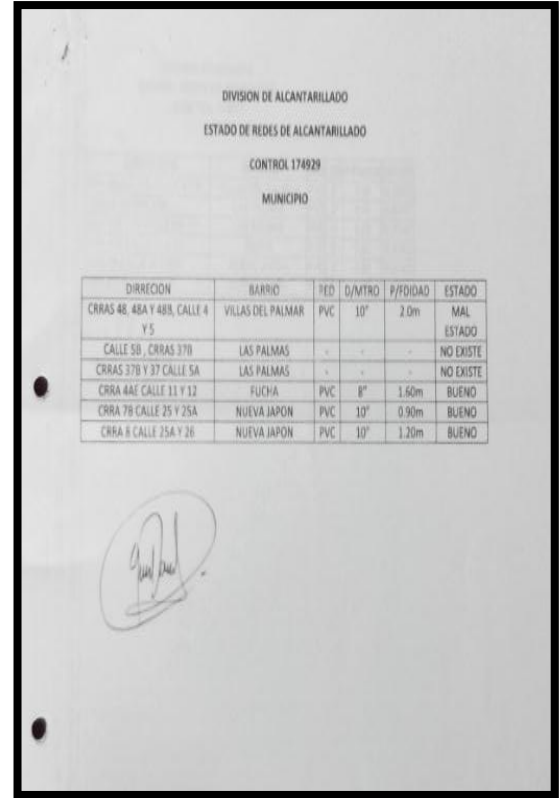 DIVISION DE ALCANTARILLADO
ESTADO DE REDES DE ALCANTARILLADO
CONTROL 174929
MUNICIPIO
DIRRECION BARRIO RED D/MTRO P/FDIDAD ESTADO
CRRAS 48, 48A Y 48B, CALLE 4 Y 5 VILLAS DEL PALMAR PVC 10" 2.0m MAL ESTADO
CALLE 5B , CRRAS 37B LAS PALMAS - - - NO EXISTE
CRRAS 37B Y 37 CALLE 5A LAS PALMAS - - - NO EXISTE
CRRA 4AE CALLE 11 Y 12 FUCHA PVC 8" 1.60m BUENO
CRRA 7B CALLE 25 Y 25A NUEVA JAPON PVC 10" 0.90m BUENO
CRRA 8 CALLE 25A Y 26 NUEVA JAPON PVC 10" 1.20m BUENO